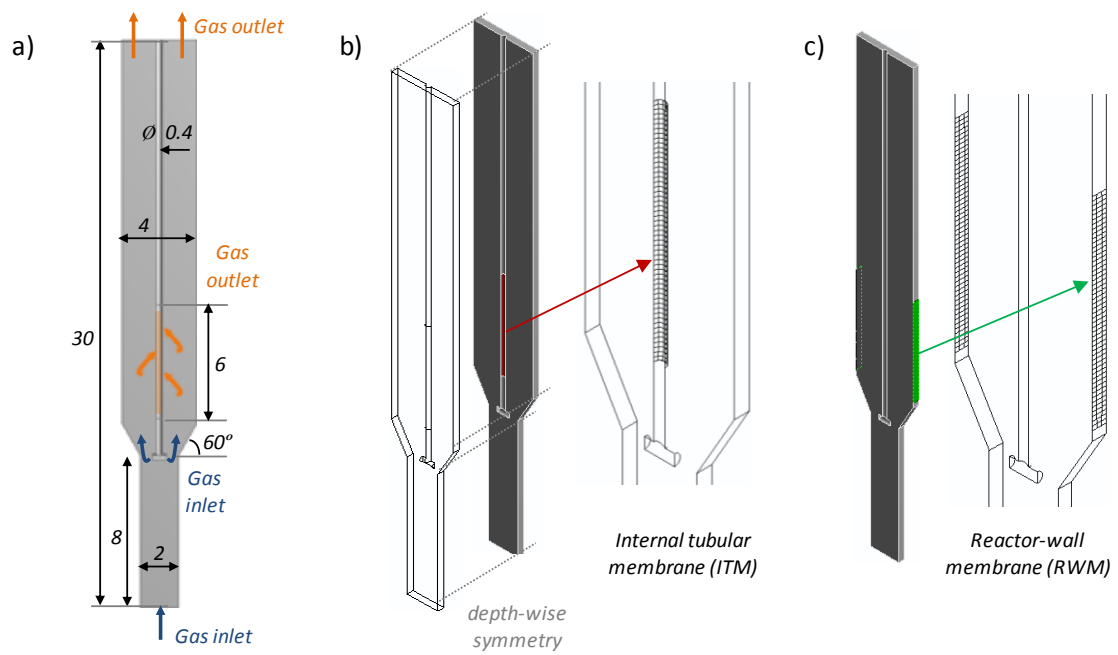 a)
Gas outlet
Ø 0.4
4
Gas
outlet
30
6
60º
Gas
inlet
8
2
Gas inlet
b)
Internal tubular
membrane (ITM)
depth-wise
symmetry
c)
Reactor-wall
membrane (RWM)